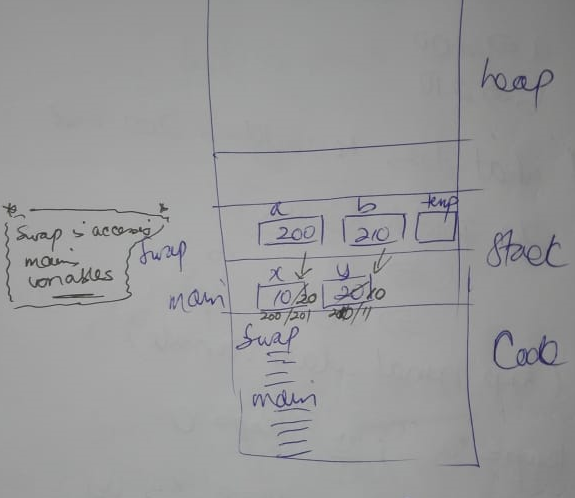 heap
a b temp
200 210
Swap is accessing
main
variables
Swap
Stack
x y
main
10 20 20 10
200/201 210/11
Swap
main
Code